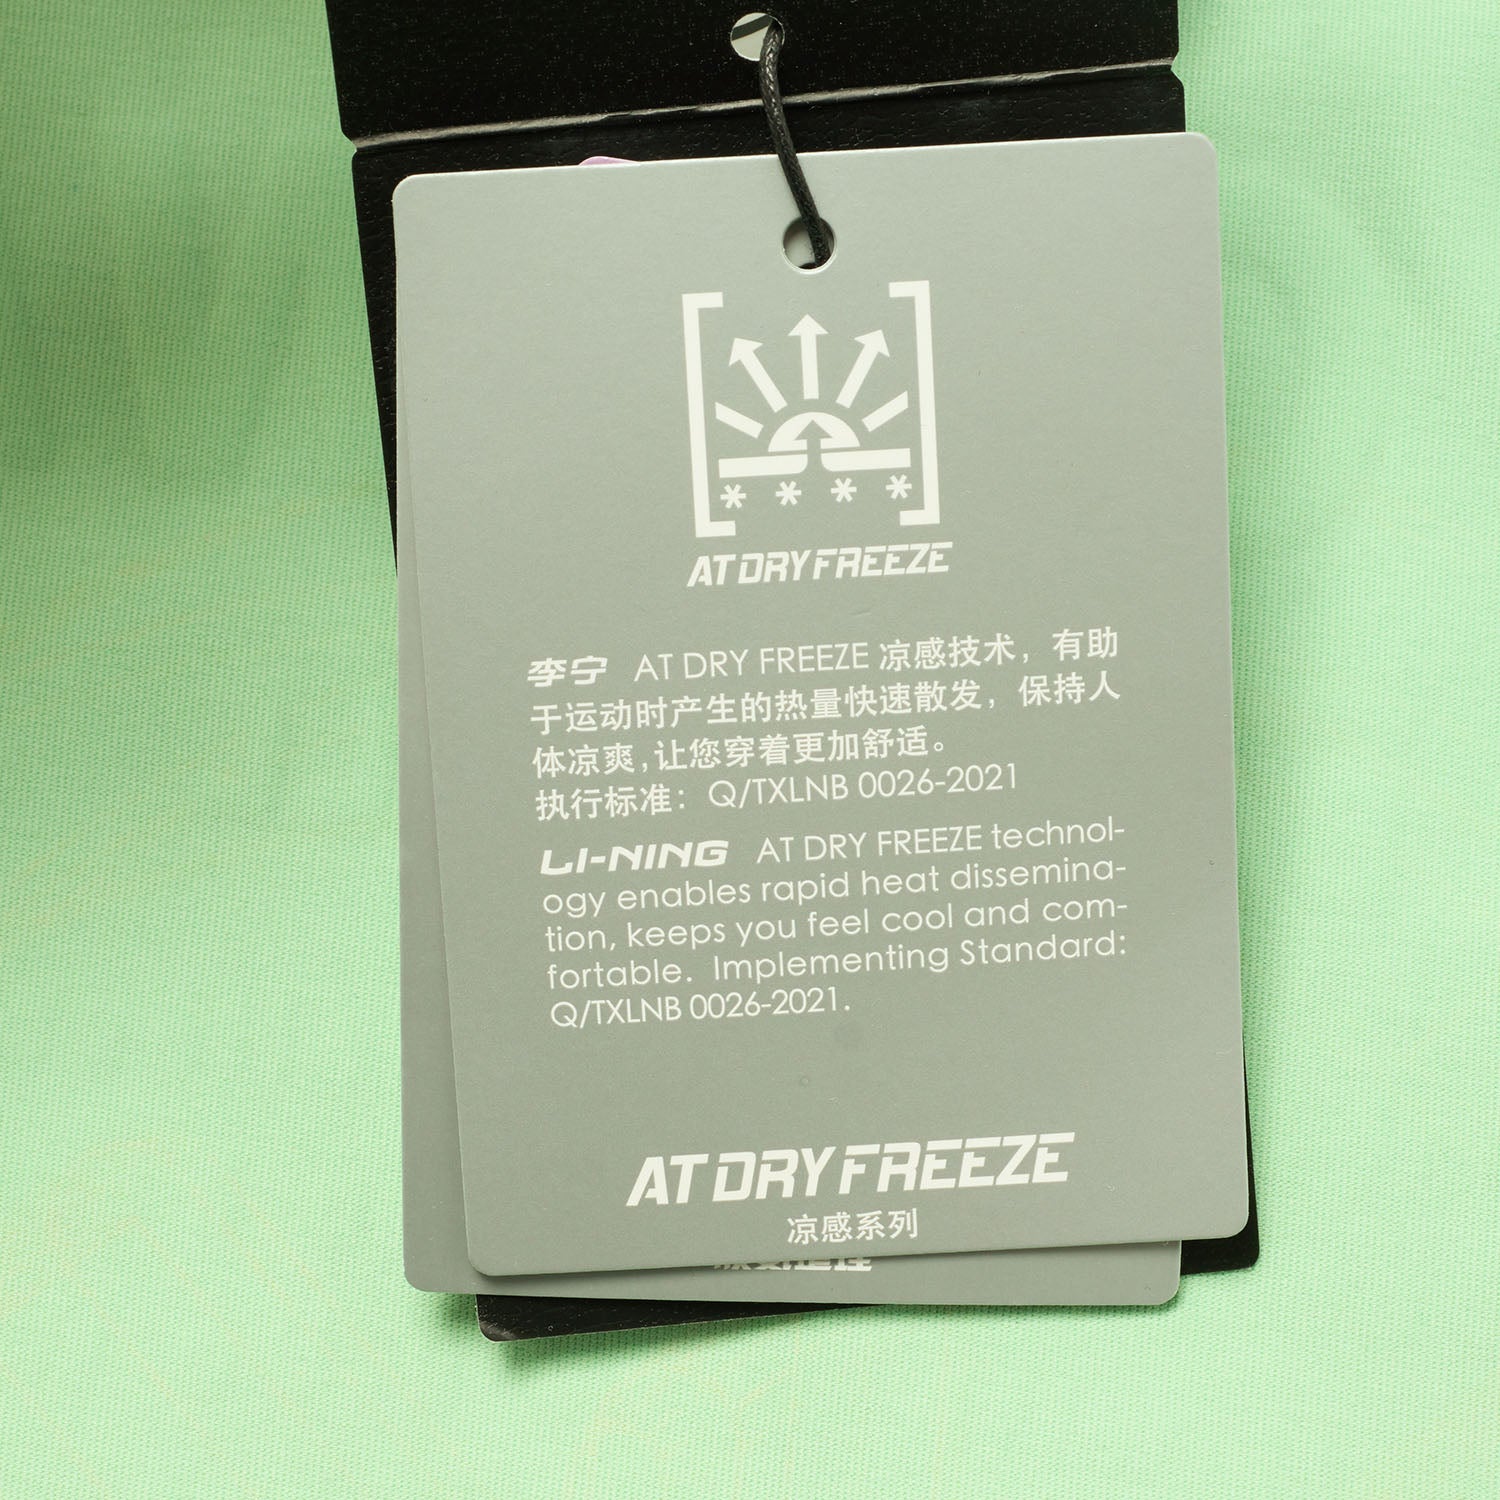 AT DRY FREEZE
李宁 AT DRY FREEZE 凉感技术，有助
于运动时产生的热量快速散发，保持人
体凉爽,让您穿着更加舒适。
执行标准：Q/TXLNB 0026-2021
LI-NING AT DRY FREEZE technol-
ogy enables rapid heat dissemina-
tion, keeps you feel cool and com-
fortable. Implementing Standard:
Q/TXLNB 0026-2021.
AT DRY FREEZE
凉感系列